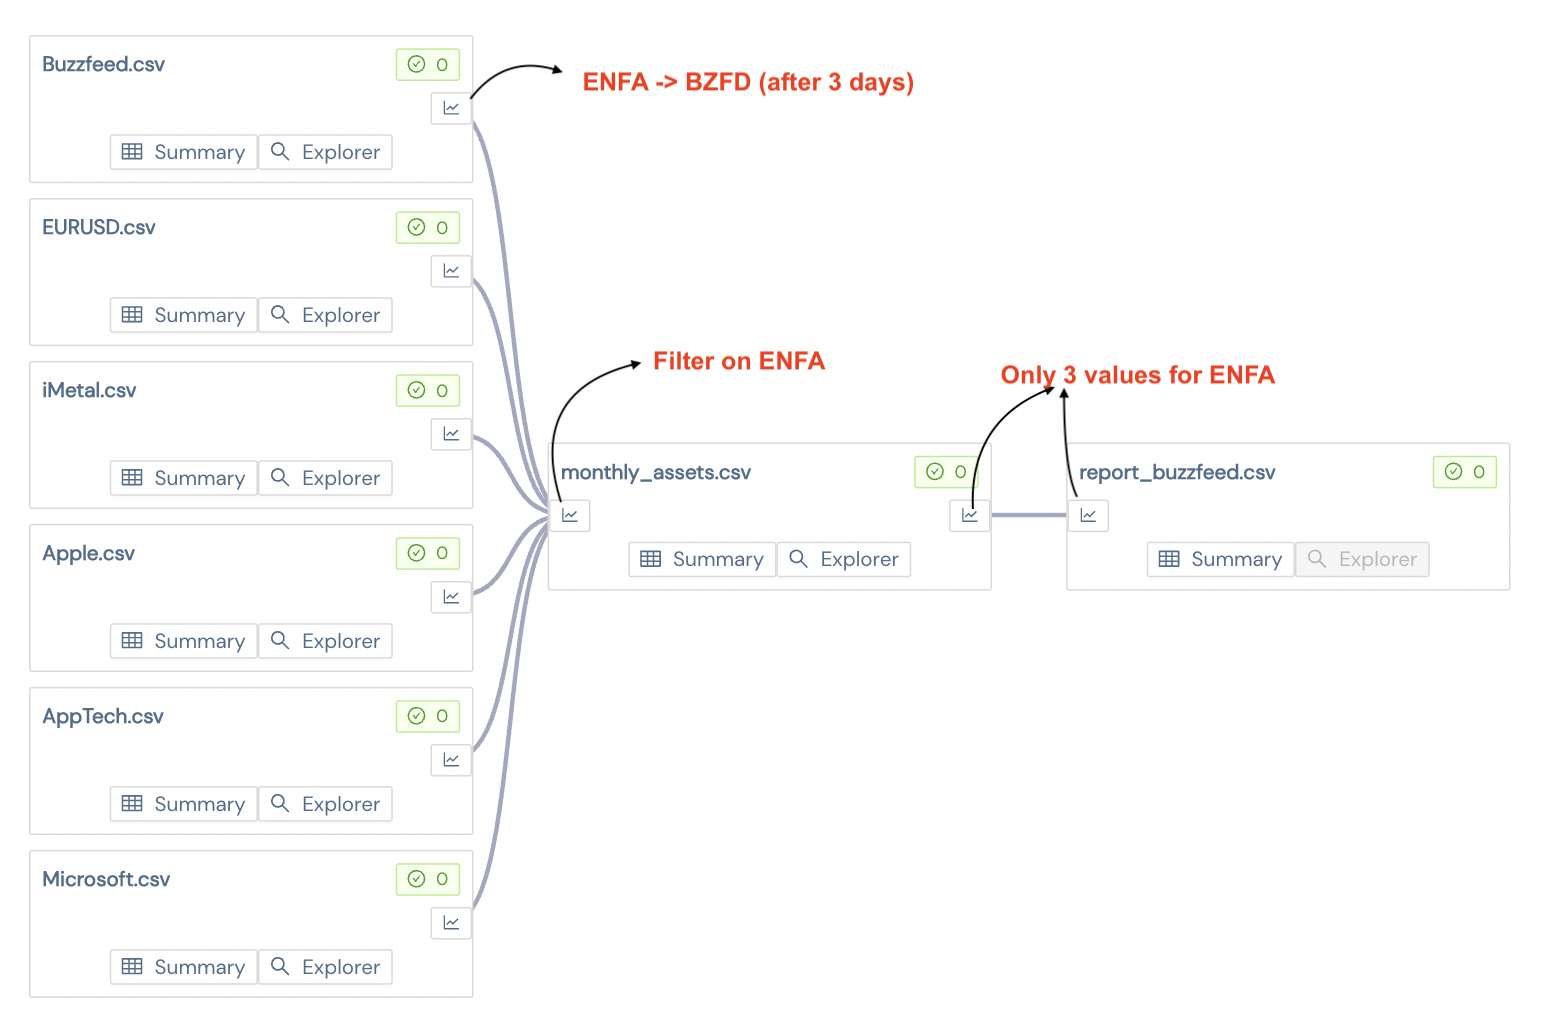 Buzzfeed.csv
0
ENFA -> BZFD (after 3 days)
Summary
Explorer
EURUSD.csv
0
Summary
Explorer
iMetal.csv
0
Summary
Explorer
Apple.csv
0
Summary
Explorer
AppTech.csv
0
Summary
Explorer
Microsoft.csv
0
Summary
Explorer
Filter on ENFA
monthly_assets.csv
0
Summary
Explorer
Only 3 values for ENFA
report_buzzfeed.csv
0
Summary
Explorer